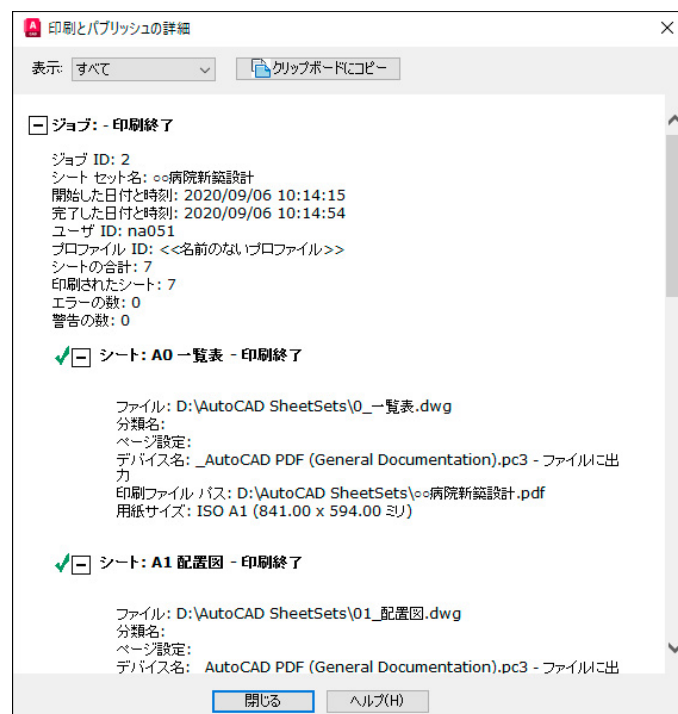 印刷とパブリッシュの詳細
表示: すべて クリップボードにコピー
ジョブ: - 印刷終了
ジョブ ID: 2
シート セット名: ○○病院新築設計
開始した日付と時刻: 2020/09/06 10:14:15
完了した日付と時刻: 2020/09/06 10:14:54
ユーザ ID: na051
プロファイル ID: <<名前のないプロファイル>>
シートの合計: 7
印刷されたシート: 7
エラーの数: 0
警告の数: 0
シート: A0 一覧表 - 印刷終了
ファイル: D:\AutoCAD SheetSets\0_一覧表.dwg
分類名:
ページ設定:
デバイス名: _AutoCAD PDF (General Documentation).pc3 - ファイルに出
力
印刷ファイル パス: D:\AutoCAD SheetSets\○○病院新築設計.pdf
用紙サイズ: ISO A1 (841.00 x 594.00 ミリ)
シート: A1 配置図 - 印刷終了
ファイル: D:\AutoCAD SheetSets\01_配置図.dwg
分類名:
ページ設定:
デバイス名: _AutoCAD PDF (General Documentation).pc3 - ファイルに出
閉じる ヘルプ(H)